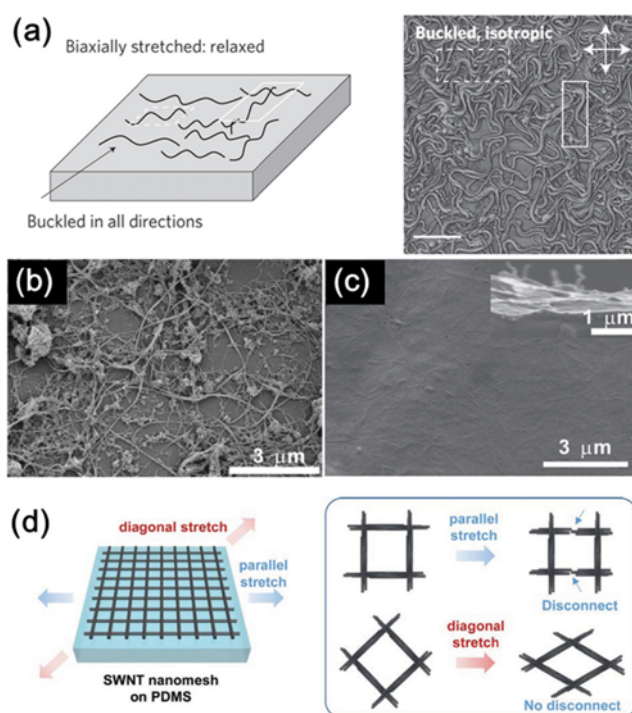 (a)
Biaxially stretched: relaxed
Buckled in all directions
Buckled, isotropic
(b)
3 μm
(c)
1 μm
3 μm
(d)
diagonal stretch
parallel
stretch
SWNT nanomesh
on PDMS
parallel
stretch
Disconnect
diagonal
stretch
No disconnect